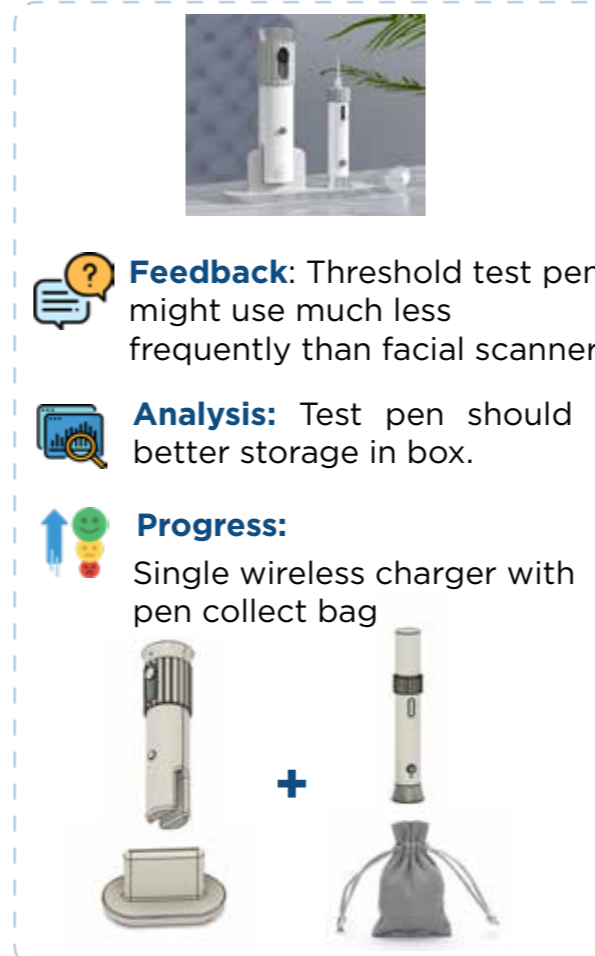 Feedback: Threshold test pen
might use much less
frequently than facial scanner
Analysis: Test pen should
better storage in box.
Progress:
Single wireless charger with
pen collect bag